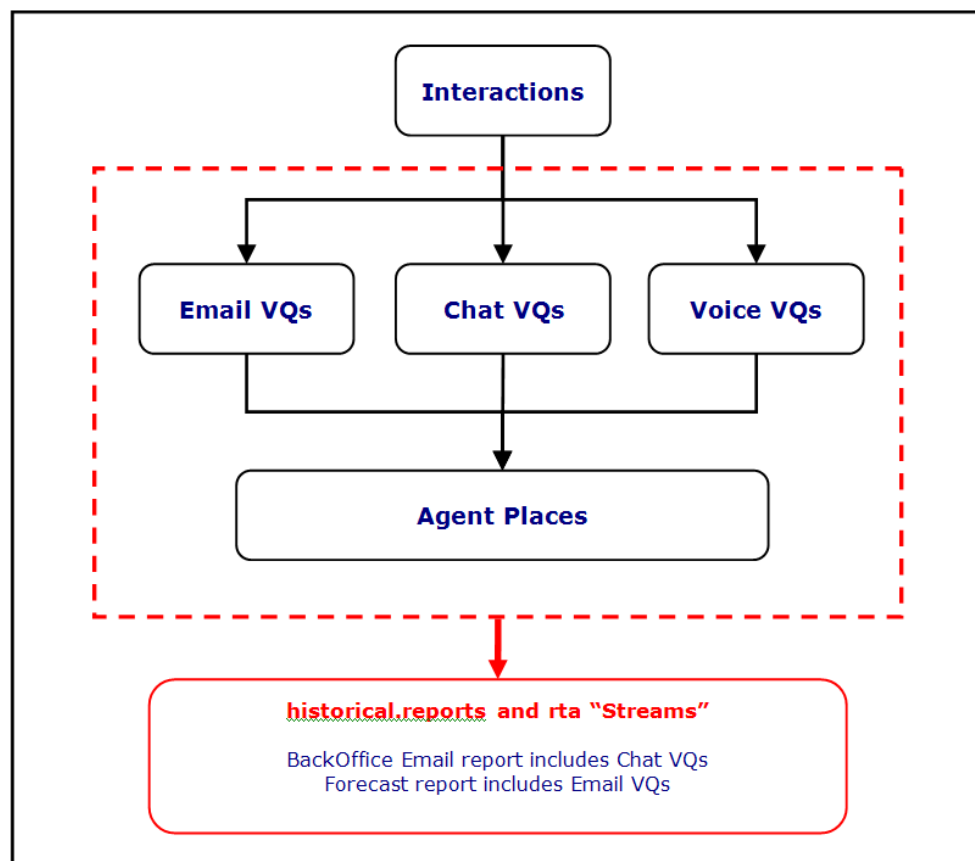 Interactions
Email VQs
Chat VQs
Voice VQs
Agent Places
historical.reports and rta “Streams”
BackOffice Email report includes Chat VQs
Forecast report includes Email VQs